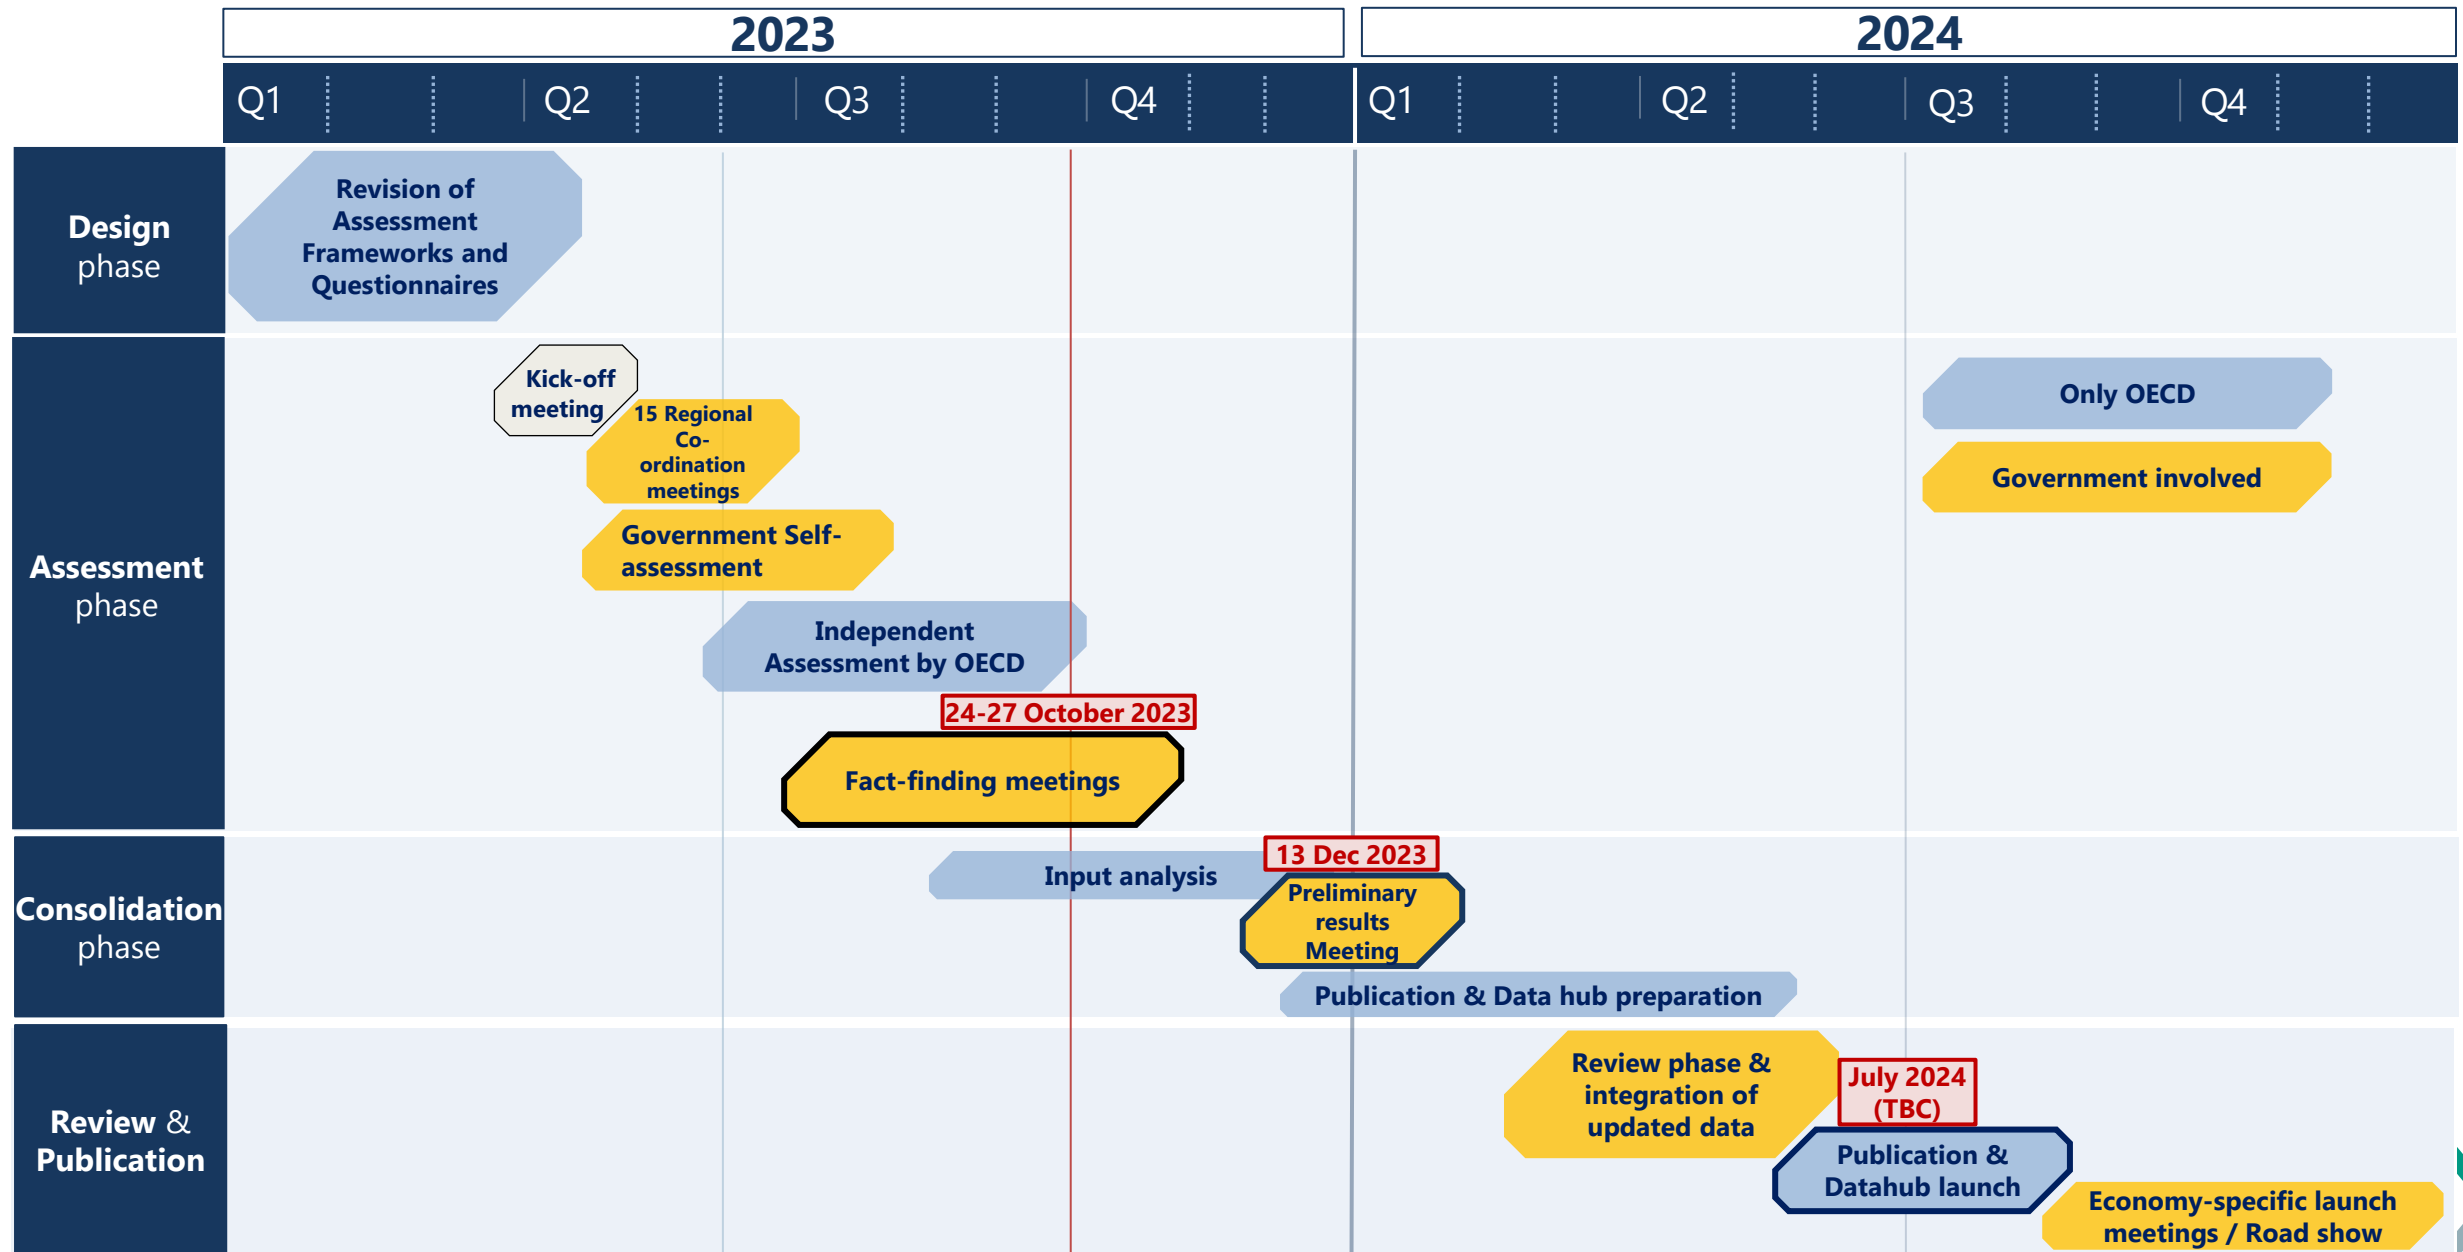 2023
2024
Q1
Q2
Q3
Q4
Q1
Q2
Q3
Q4
Design
phase
Revision of
Assessment
Frameworks and
Questionnaires
Assessment
phase
Kick-off
meeting
15 Regional
Co-
ordination
meetings
Government Self-
assessment
Independent
Assessment by OECD
24-27 October 2023
Fact-finding meetings
Only OECD
Government involved
Consolidation
phase
Input analysis
13 Dec 2023
Preliminary
results
Meeting
Publication & Data hub preparation
Review &
Publication
Review phase &
integration of
updated data
July 2024
(TBC)
Publication &
Datahub launch
Economy-specific launch
meetings / Road show